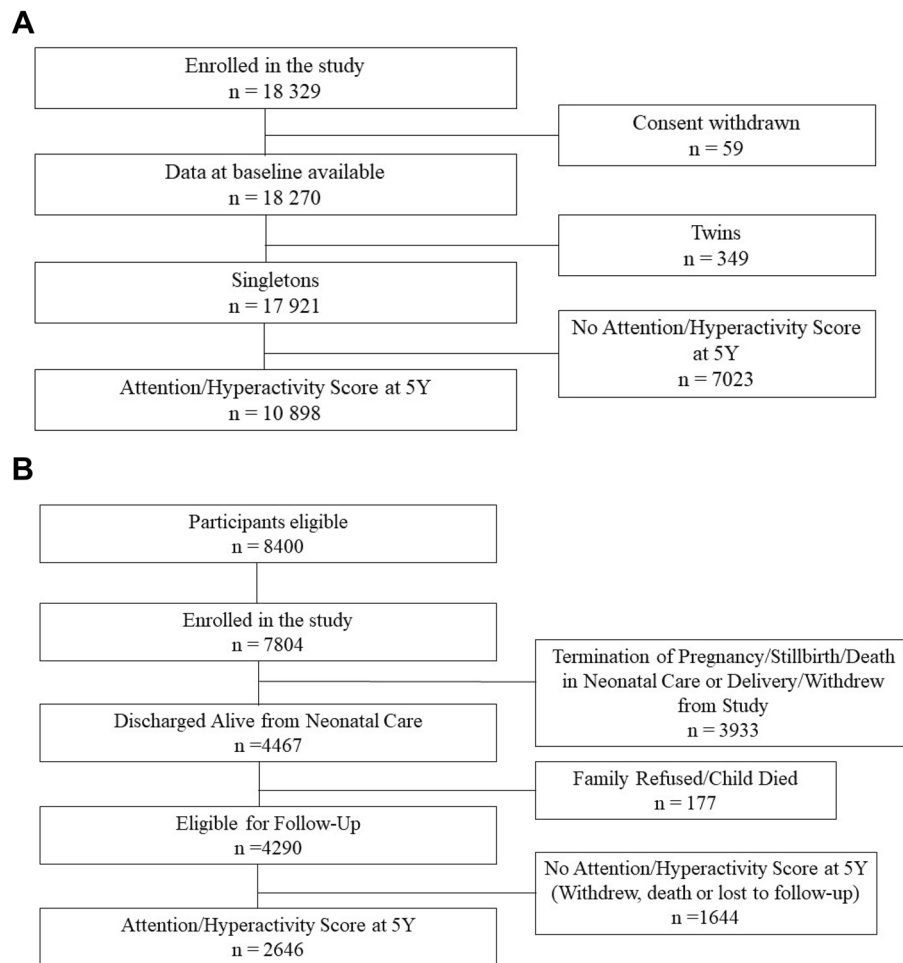 A
Enrolled in the study
n = 18 329
Consent withdrawn
n = 59
Data at baseline available
n = 18 270
Twins
n = 349
Singletons
n = 17 921
No Attention/Hyperactivity Score
at 5Y
n = 7023
Attention/Hyperactivity Score at 5Y
n = 10 898
B
Participants eligible
n = 8400
Enrolled in the study
n = 7804
Termination of Pregnancy/Stillbirth/Death
in Neonatal Care or Delivery/Withdrew
from Study
n = 3933
Discharged Alive from Neonatal Care
n =4467
Family Refused/Child Died
n = 177
Eligible for Follow-Up
n =4290
No Attention/Hyperactivity Score at 5Y
(Withdrew, death or lost to follow-up)
n =1644
Attention/Hyperactivity Score at 5Y
n = 2646